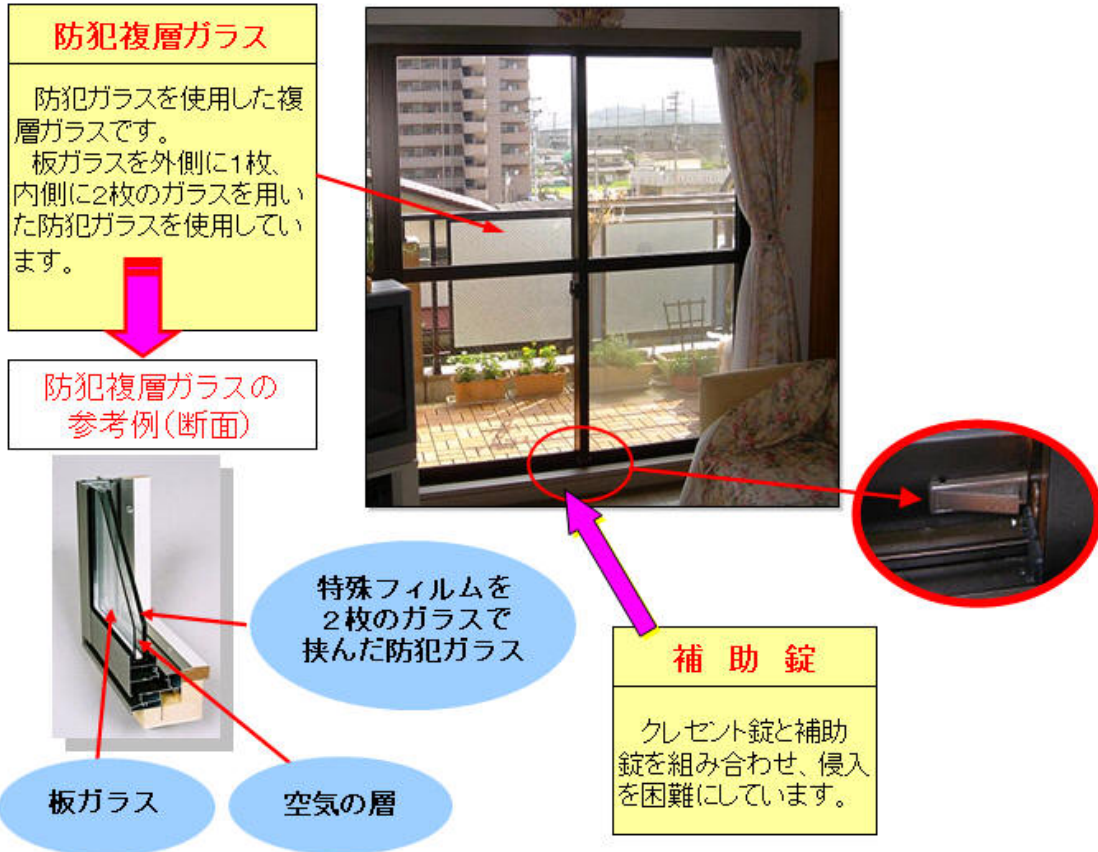 防犯複層ガラス
防犯ガラスを使用した複
層ガラスです。
板ガラスを外側に1枚、
内側に2枚のガラスを用い
た防犯ガラスを使用してい
ます。
防犯複層ガラスの
参考例(断面)
特殊フィルムを
2枚のガラスで
挟んだ防犯ガラス
板ガラス
空気の層
補助錠
クレセント錠と補助
錠を組み合わせ、侵入
を困難にしています。